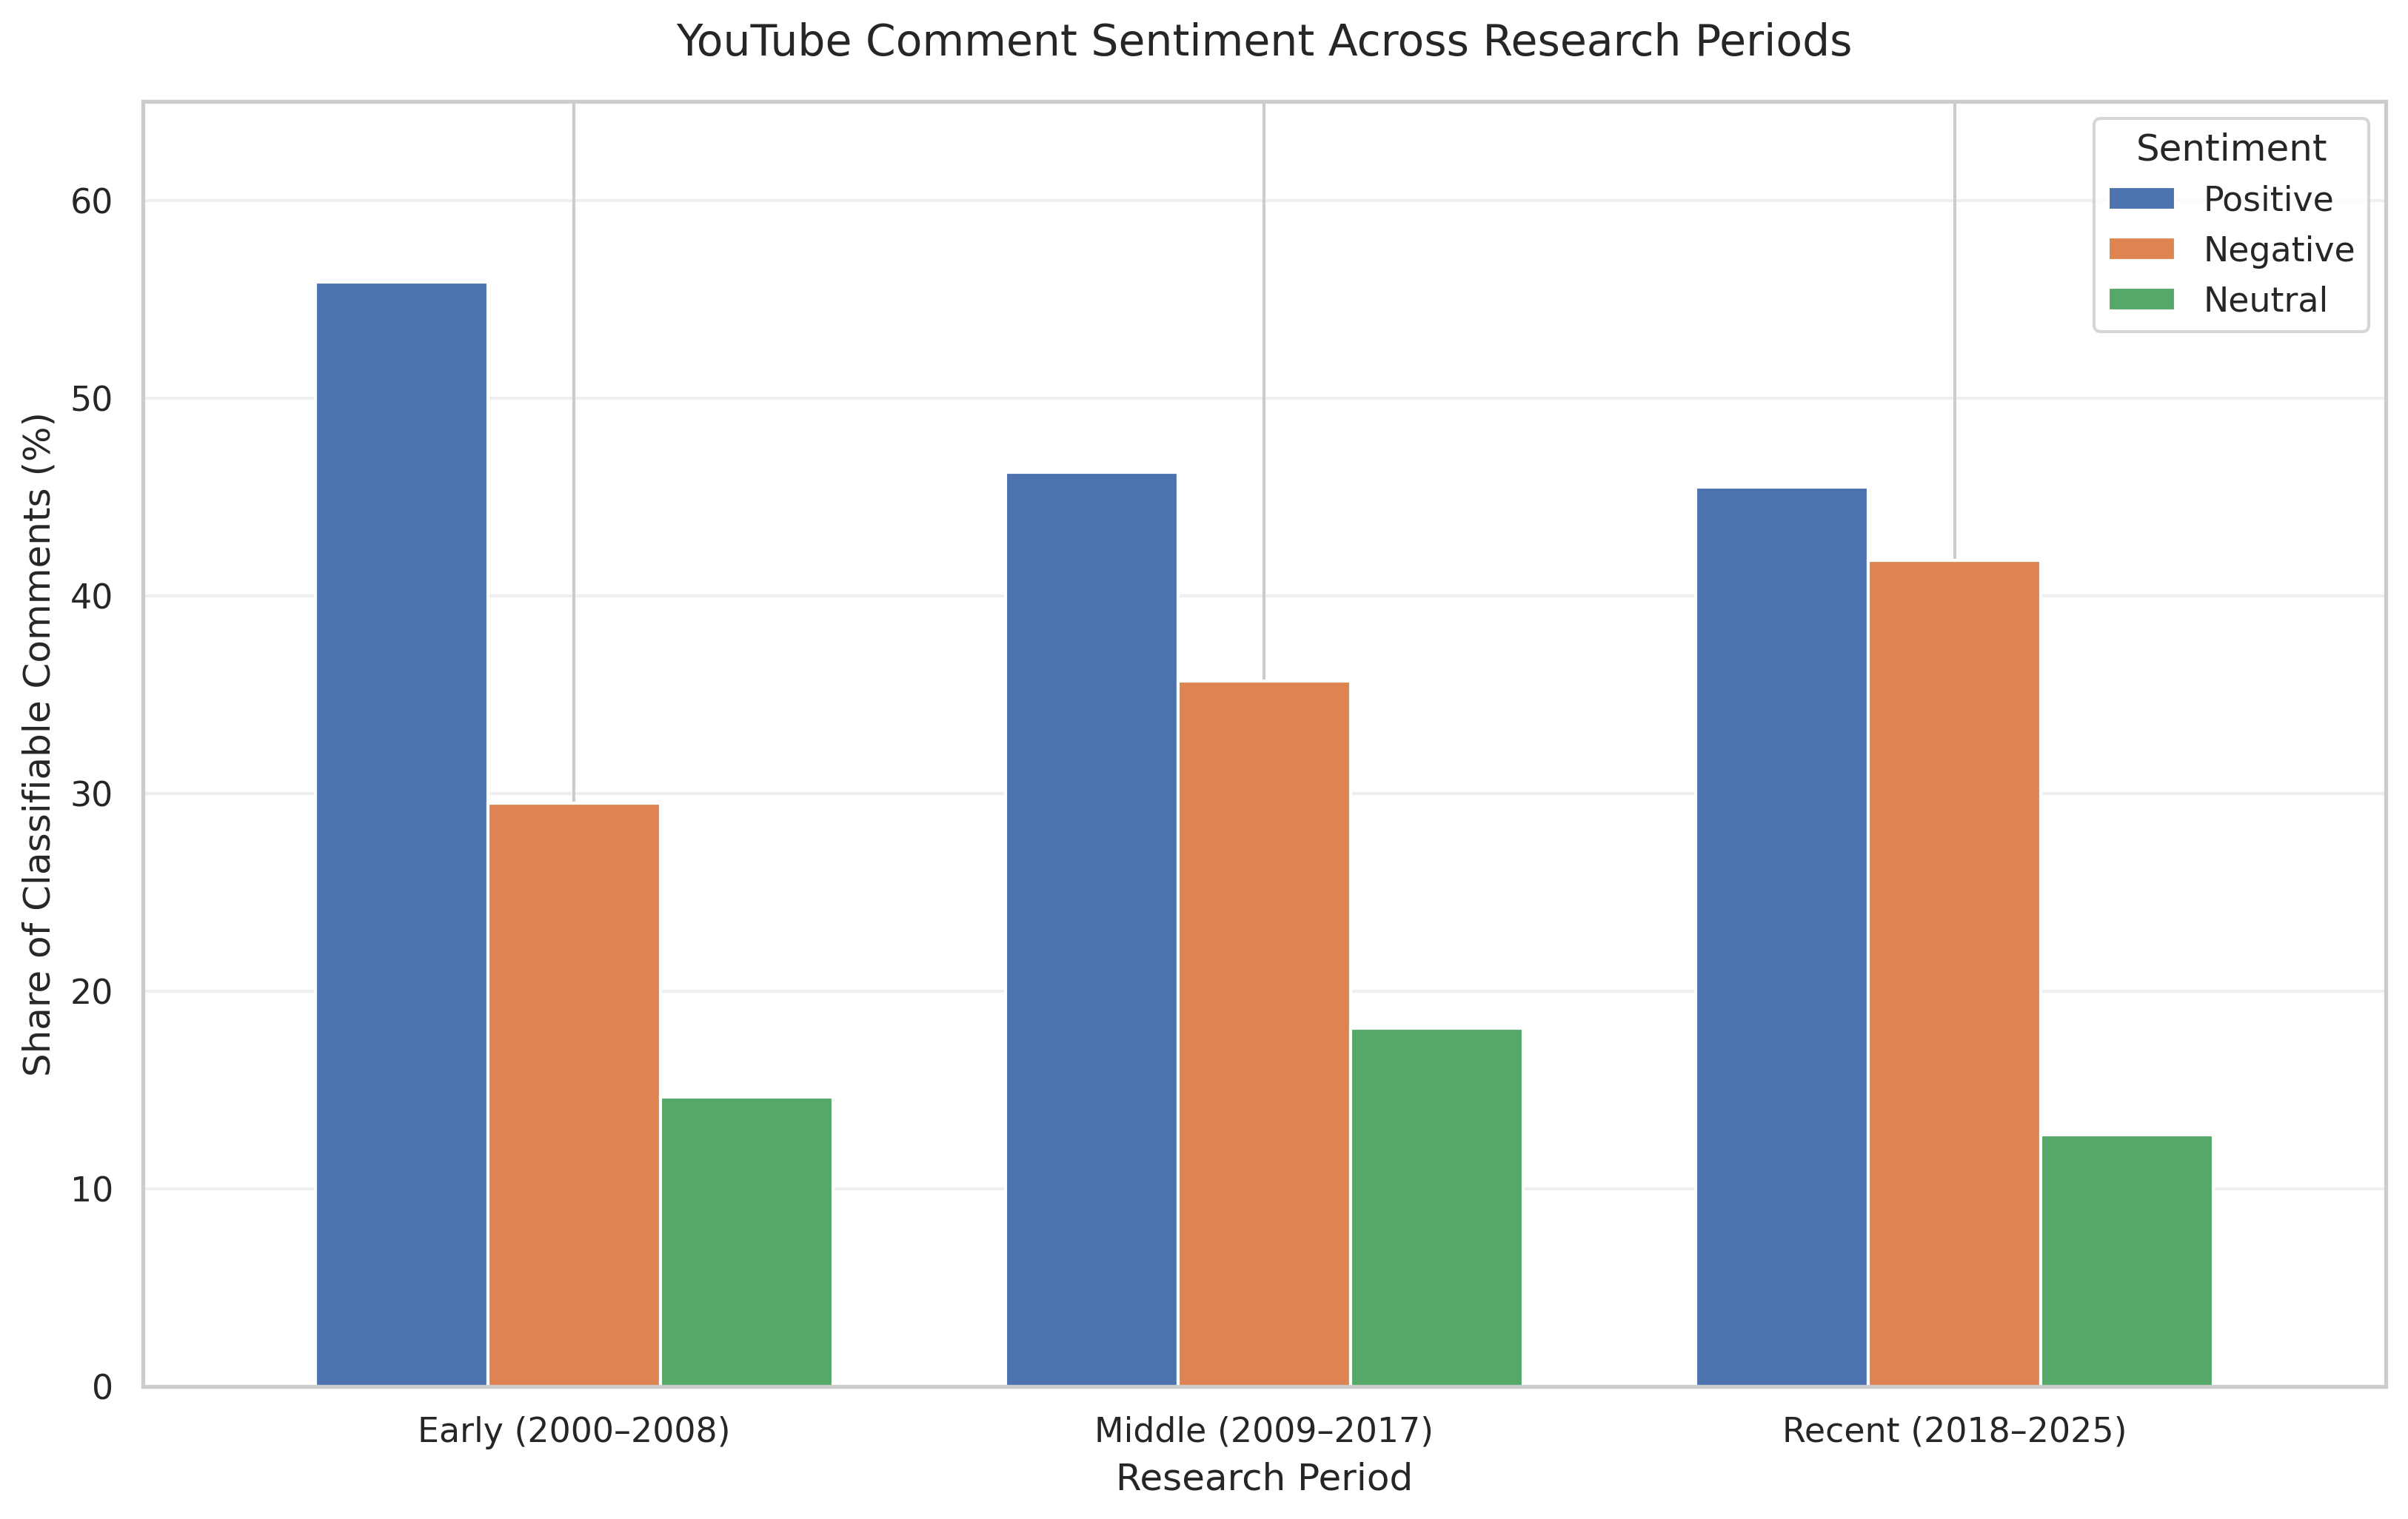 YouTube Comment Sentiment Across Research Periods
Sentiment
Positive
Negative
Neutral
Share of Classifiable Comments (%)
60
50
40
30
20
10
0
Early (2000–2008)
Middle (2009–2017)
Recent (2018–2025)
Research Period